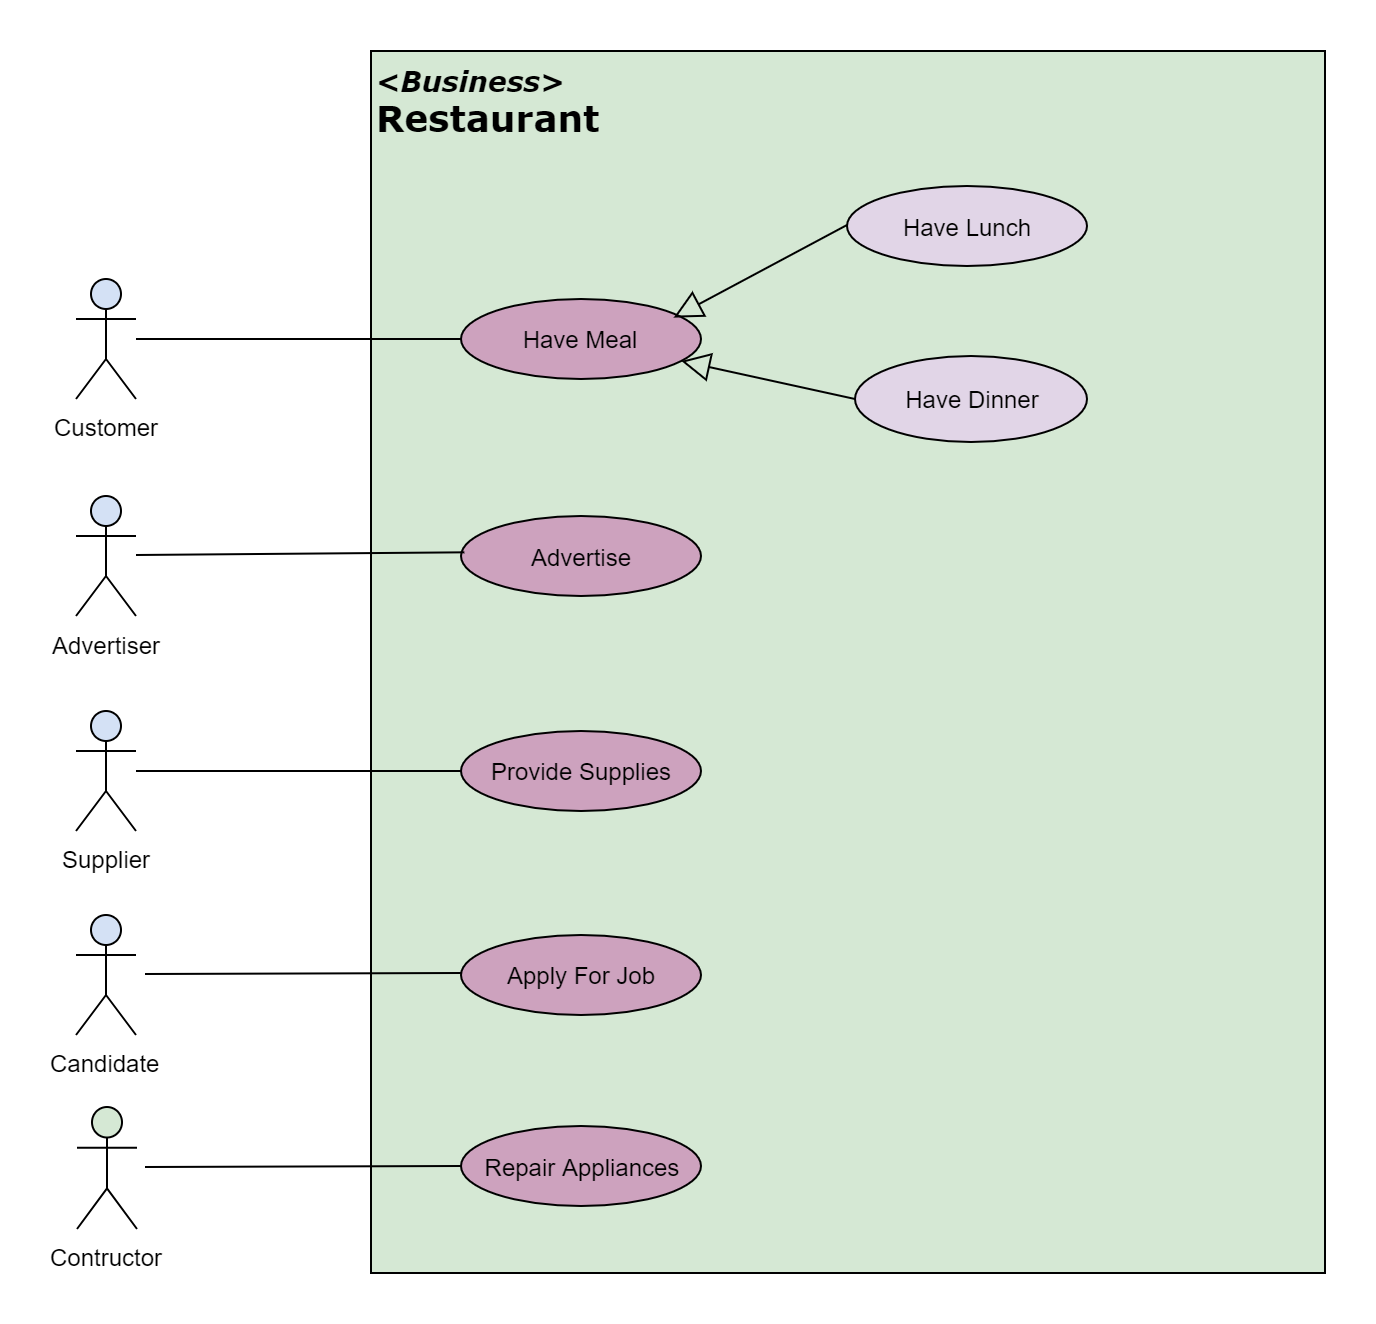 <Business>
Restaurant
Have Lunch
Have Meal
Have Dinner
Customer
Advertise
Advertiser
Provide Supplies
Supplier
Apply For Job
Candidate
Repair Appliances
Contructor